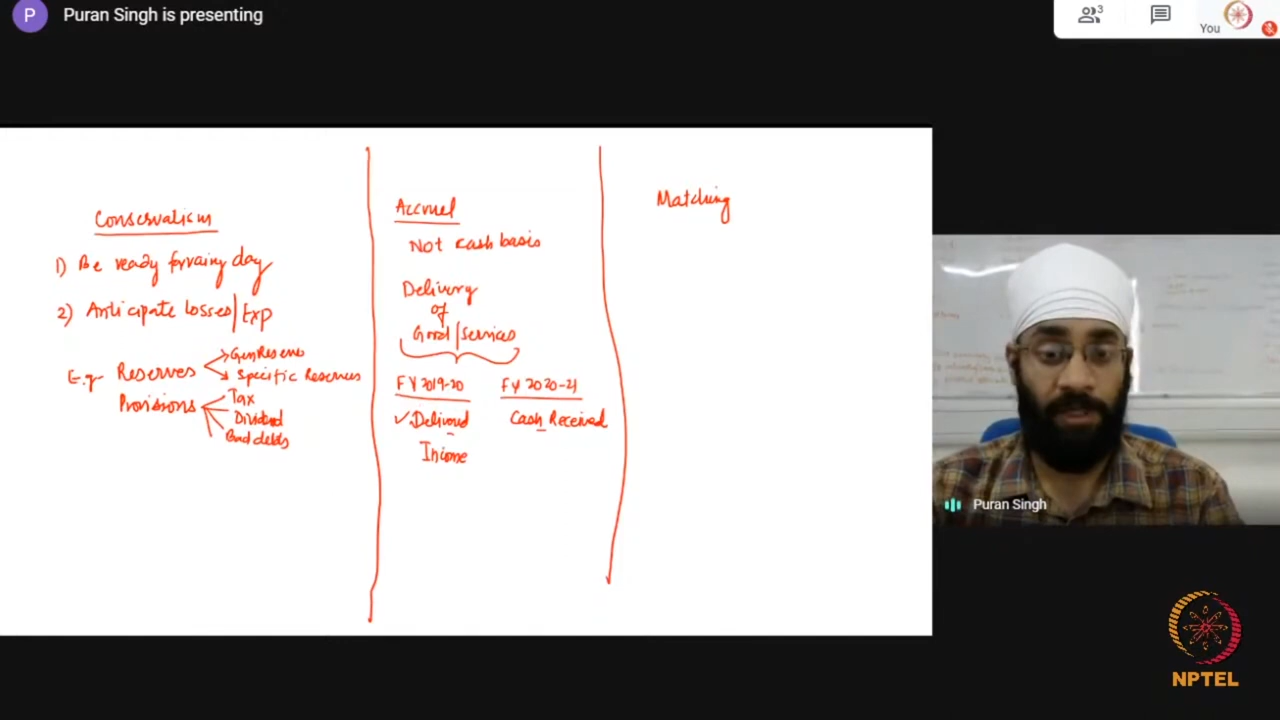 P
Puran Singh is presenting
3
You
Conservatism
1) Be ready for rainy day
2) Anticipate Losses/Exp
E.g. Reserves
Gen Reserve
Specific Reserves
Provisions
Tax
Dividend
Bad debts
Accrual
Not cash basis
Delivery
of
Good/Services
FY 2019-20
FY 2020-21
✓ Delivered
Cash Received
Income
Matching
Puran Singh
NPTEL